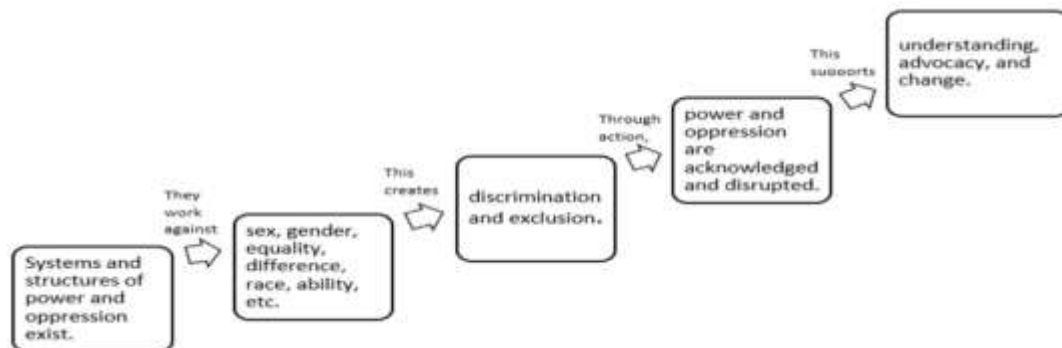 Systems and
structures of
power and
oppression
exist.
They
work
against
sex, gender,
equality,
difference,
race, ability,
etc.
This
creates
discrimination
and exclusion.
Through
action,
power and
oppression
are
acknowledged
and disrupted.
This
supports
understanding,
advocacy, and
change.